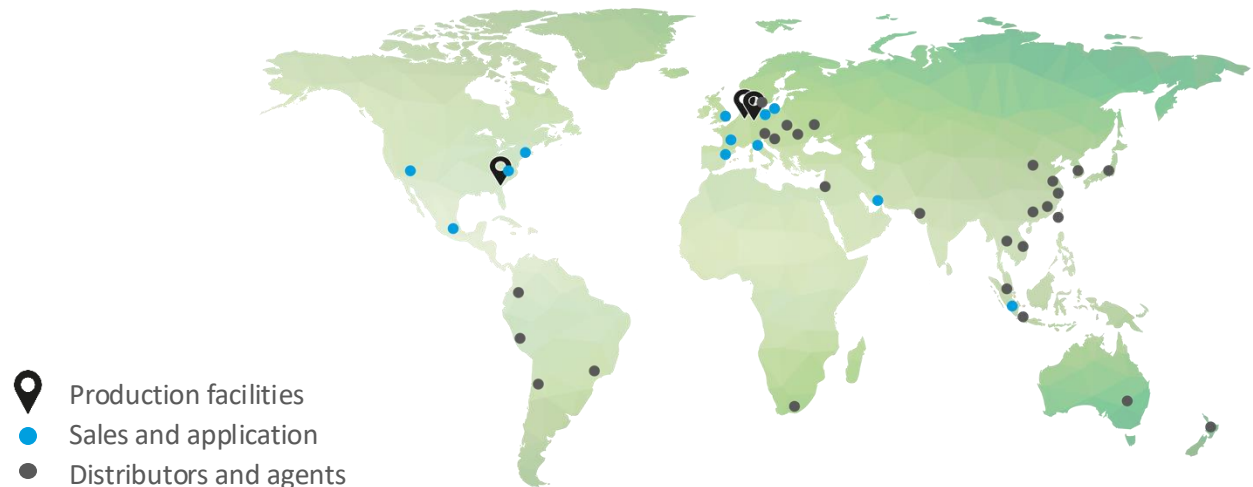 Production facilities
Sales and application
Distributors and agents